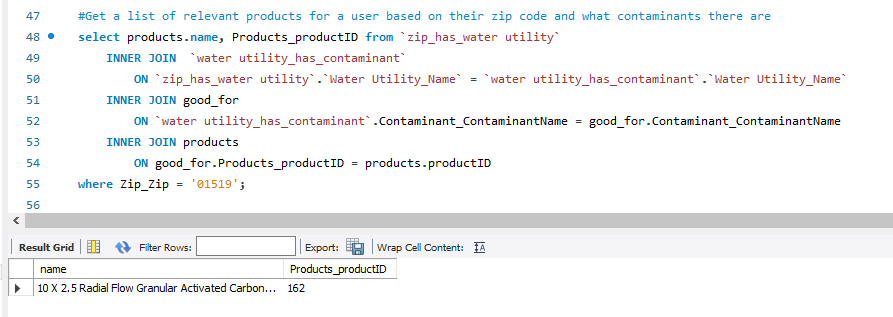 47 #Get a list of relevant products for a user based on their zip code and what contaminants there are
48 select products.name, Products_productID from `zip_has_water utility`
49 INNER JOIN `water utility_has_contaminant`
50 ON `zip_has_water utility`.`Water Utility_Name` = `water utility_has_contaminant`.`Water Utility_Name`
51 INNER JOIN good_for
52 ON `water utility_has_contaminant`.Contaminant_ContaminantName = good_for.Contaminant_ContaminantName
53 INNER JOIN products
54 ON good_for.Products_productID = products.productID
55 where Zip_Zip = '01519';
56
Result Grid Filter Rows: Export: Wrap Cell Content:
name Products_productID
10 X 2.5 Radial Flow Granular Activated Carbon... 162